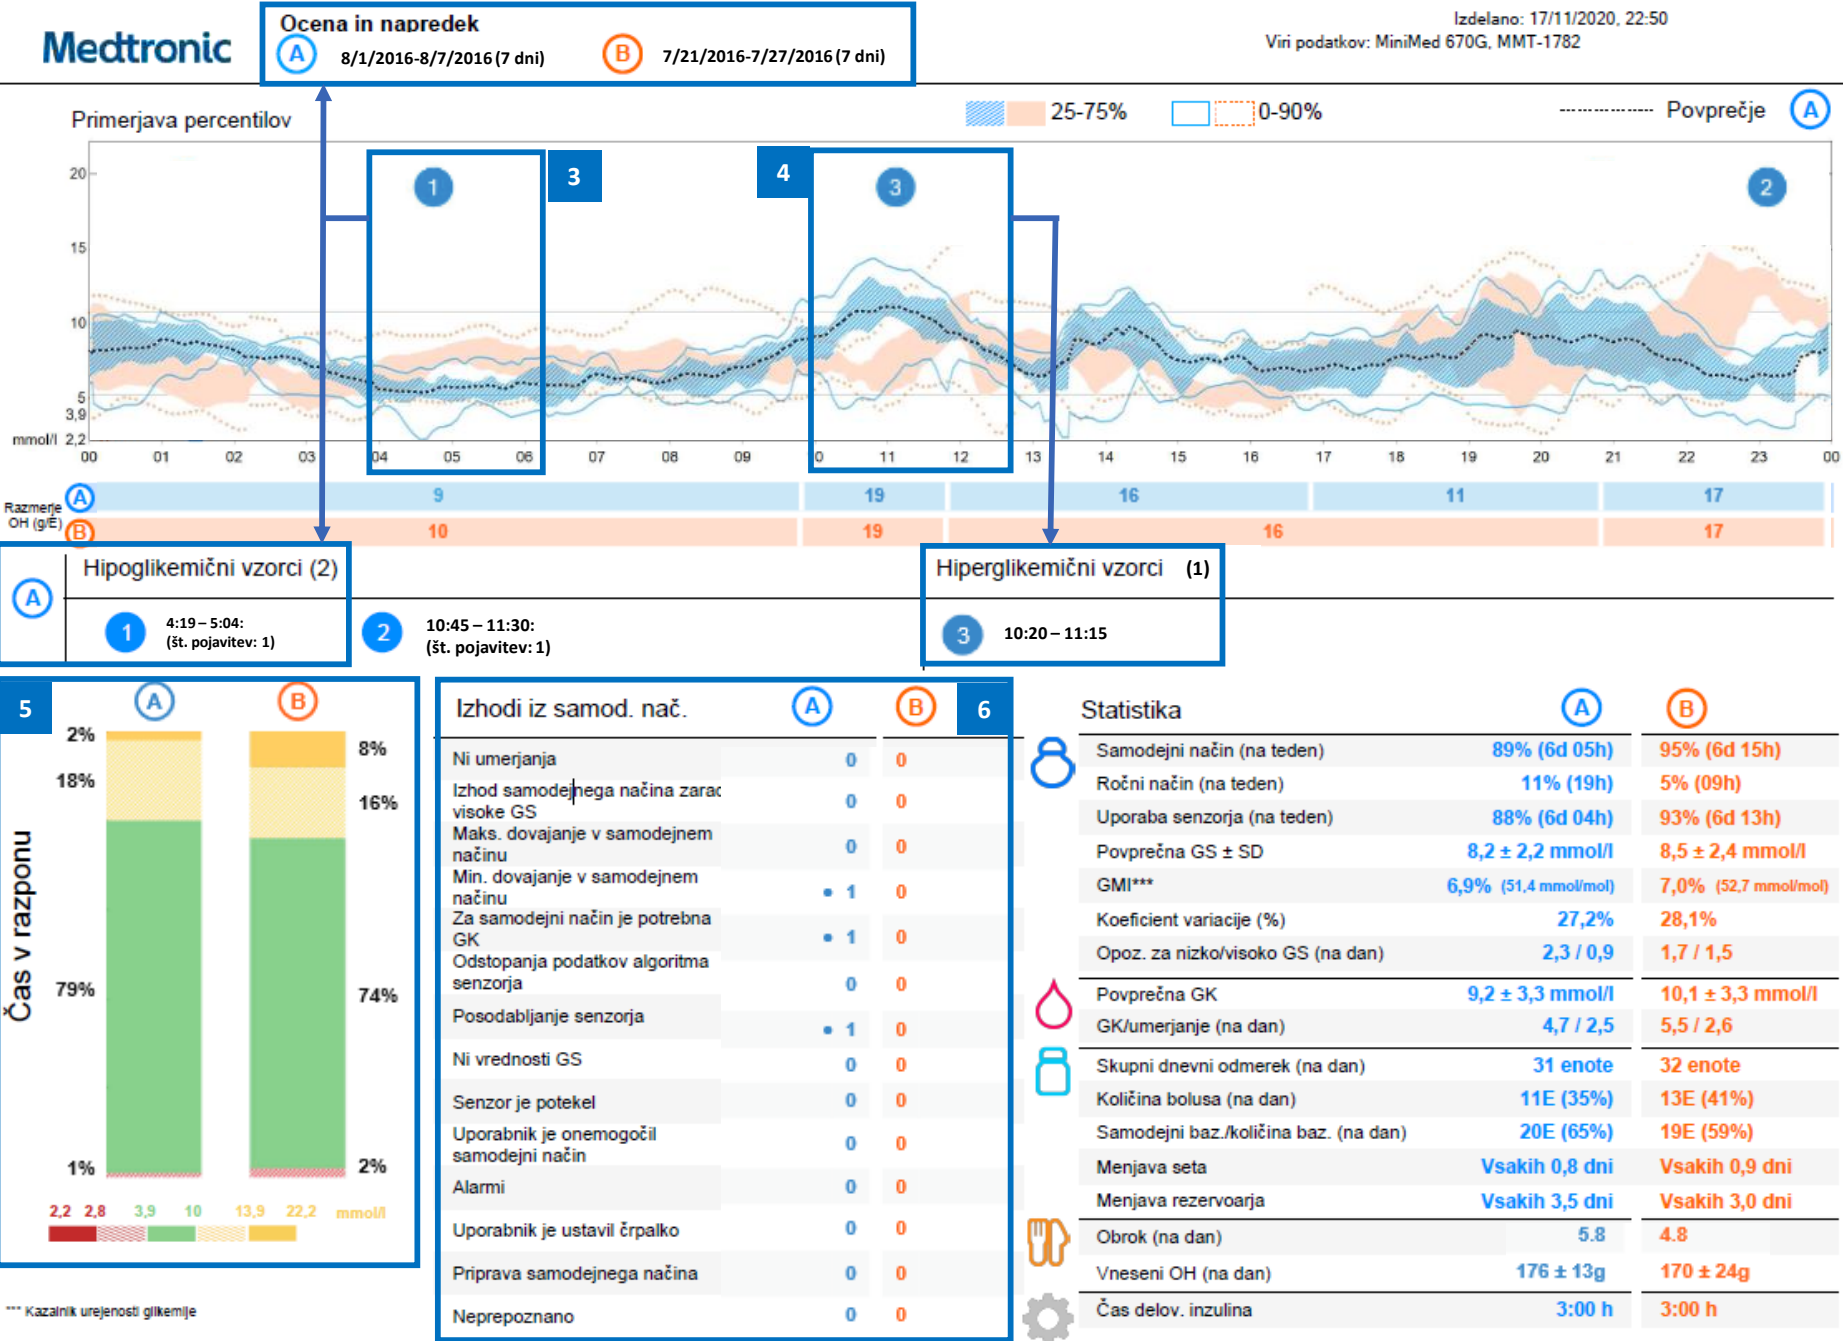 Medtronic
Ocena in napredek
A 8/1/2016-8/7/2016 (7 dni) B 7/21/2016-7/27/2016 (7 dni)
Izdelano: 17/11/2020, 22:50
Viri podatkov: MiniMed 670G, MMT-1782
Primerjava percentilov
25-75% 0-90% Povprečje A
3 4
1 3 2
20
15
10
5
3,9
mmol/l 2,2
00 01 02 03 04 05 06 07 08 09 10 11 12 13 14 15 16 17 18 19 20 21 22 23 00
Razmerje OH (g/E)
A 9 19 16 11 17
B 10 19 16 17
A
Hipoglikemični vzorci (2)
1 4:19 – 5:04:
(št. pojavitev: 1)
2 10:45 – 11:30:
(št. pojavitev: 1)
Hiperglikemični vzorci (1)
3 10:20 – 11:15
5
A B
Čas v razponu
2% 8%
18% 16%
79% 74%
1% 2%
2,2 2,8 3,9 10 13,9 22,2 mmol/l
*** Kazalnik urejenosti glikemije
Izhodi iz samod. nač. A B 6
Ni umerjanja 0 0
Izhod samodejnega načina zarad
visoke GS 0 0
Maks. dovajanje v samodejnem
načinu 0 0
Min. dovajanje v samodejnem
načinu • 1 0
Za samodejni način je potrebna
GK • 1 0
Odstopanja podatkov algoritma
senzorja 0 0
Posodabljanje senzorja • 1 0
Ni vrednosti GS 0 0
Senzor je potekel 0 0
Uporabnik je onemogočil
samodejni način 0 0
Alarmi 0 0
Uporabnik je ustavil črpalko 0 0
Priprava samodejnega načina 0 0
Neprepoznano 0 0
Statistika A B
Samodejni način (na teden) 89% (6d 05h) 95% (6d 15h)
Ročni način (na teden) 11% (19h) 5% (09h)
Uporaba senzorja (na teden) 88% (6d 04h) 93% (6d 13h)
Povprečna GS ± SD 8,2 ± 2,2 mmol/l 8,5 ± 2,4 mmol/l
GMI*** 6,9% (51,4 mmol/mol) 7,0% (52,7 mmol/mol)
Koeficient variacije (%) 27,2% 28,1%
Opoz. za nizko/visoko GS (na dan) 2,3 / 0,9 1,7 / 1,5
Povprečna GK 9,2 ± 3,3 mmol/l 10,1 ± 3,3 mmol/l
GK/umerjanje (na dan) 4,7 / 2,5 5,5 / 2,6
Skupni dnevni odmerek (na dan) 31 enote 32 enote
Količina bolusa (na dan) 11E (35%) 13E (41%)
Samodejni baz./količina baz. (na dan) 20E (65%) 19E (59%)
Menjava seta Vsakih 0,8 dni Vsakih 0,9 dni
Menjava rezervoarja Vsakih 3,5 dni Vsakih 3,0 dni
Obrok (na dan) 5.8 4.8
Vneseni OH (na dan) 176 ± 13g 170 ± 24g
Čas delov. inzulina 3:00 h 3:00 h